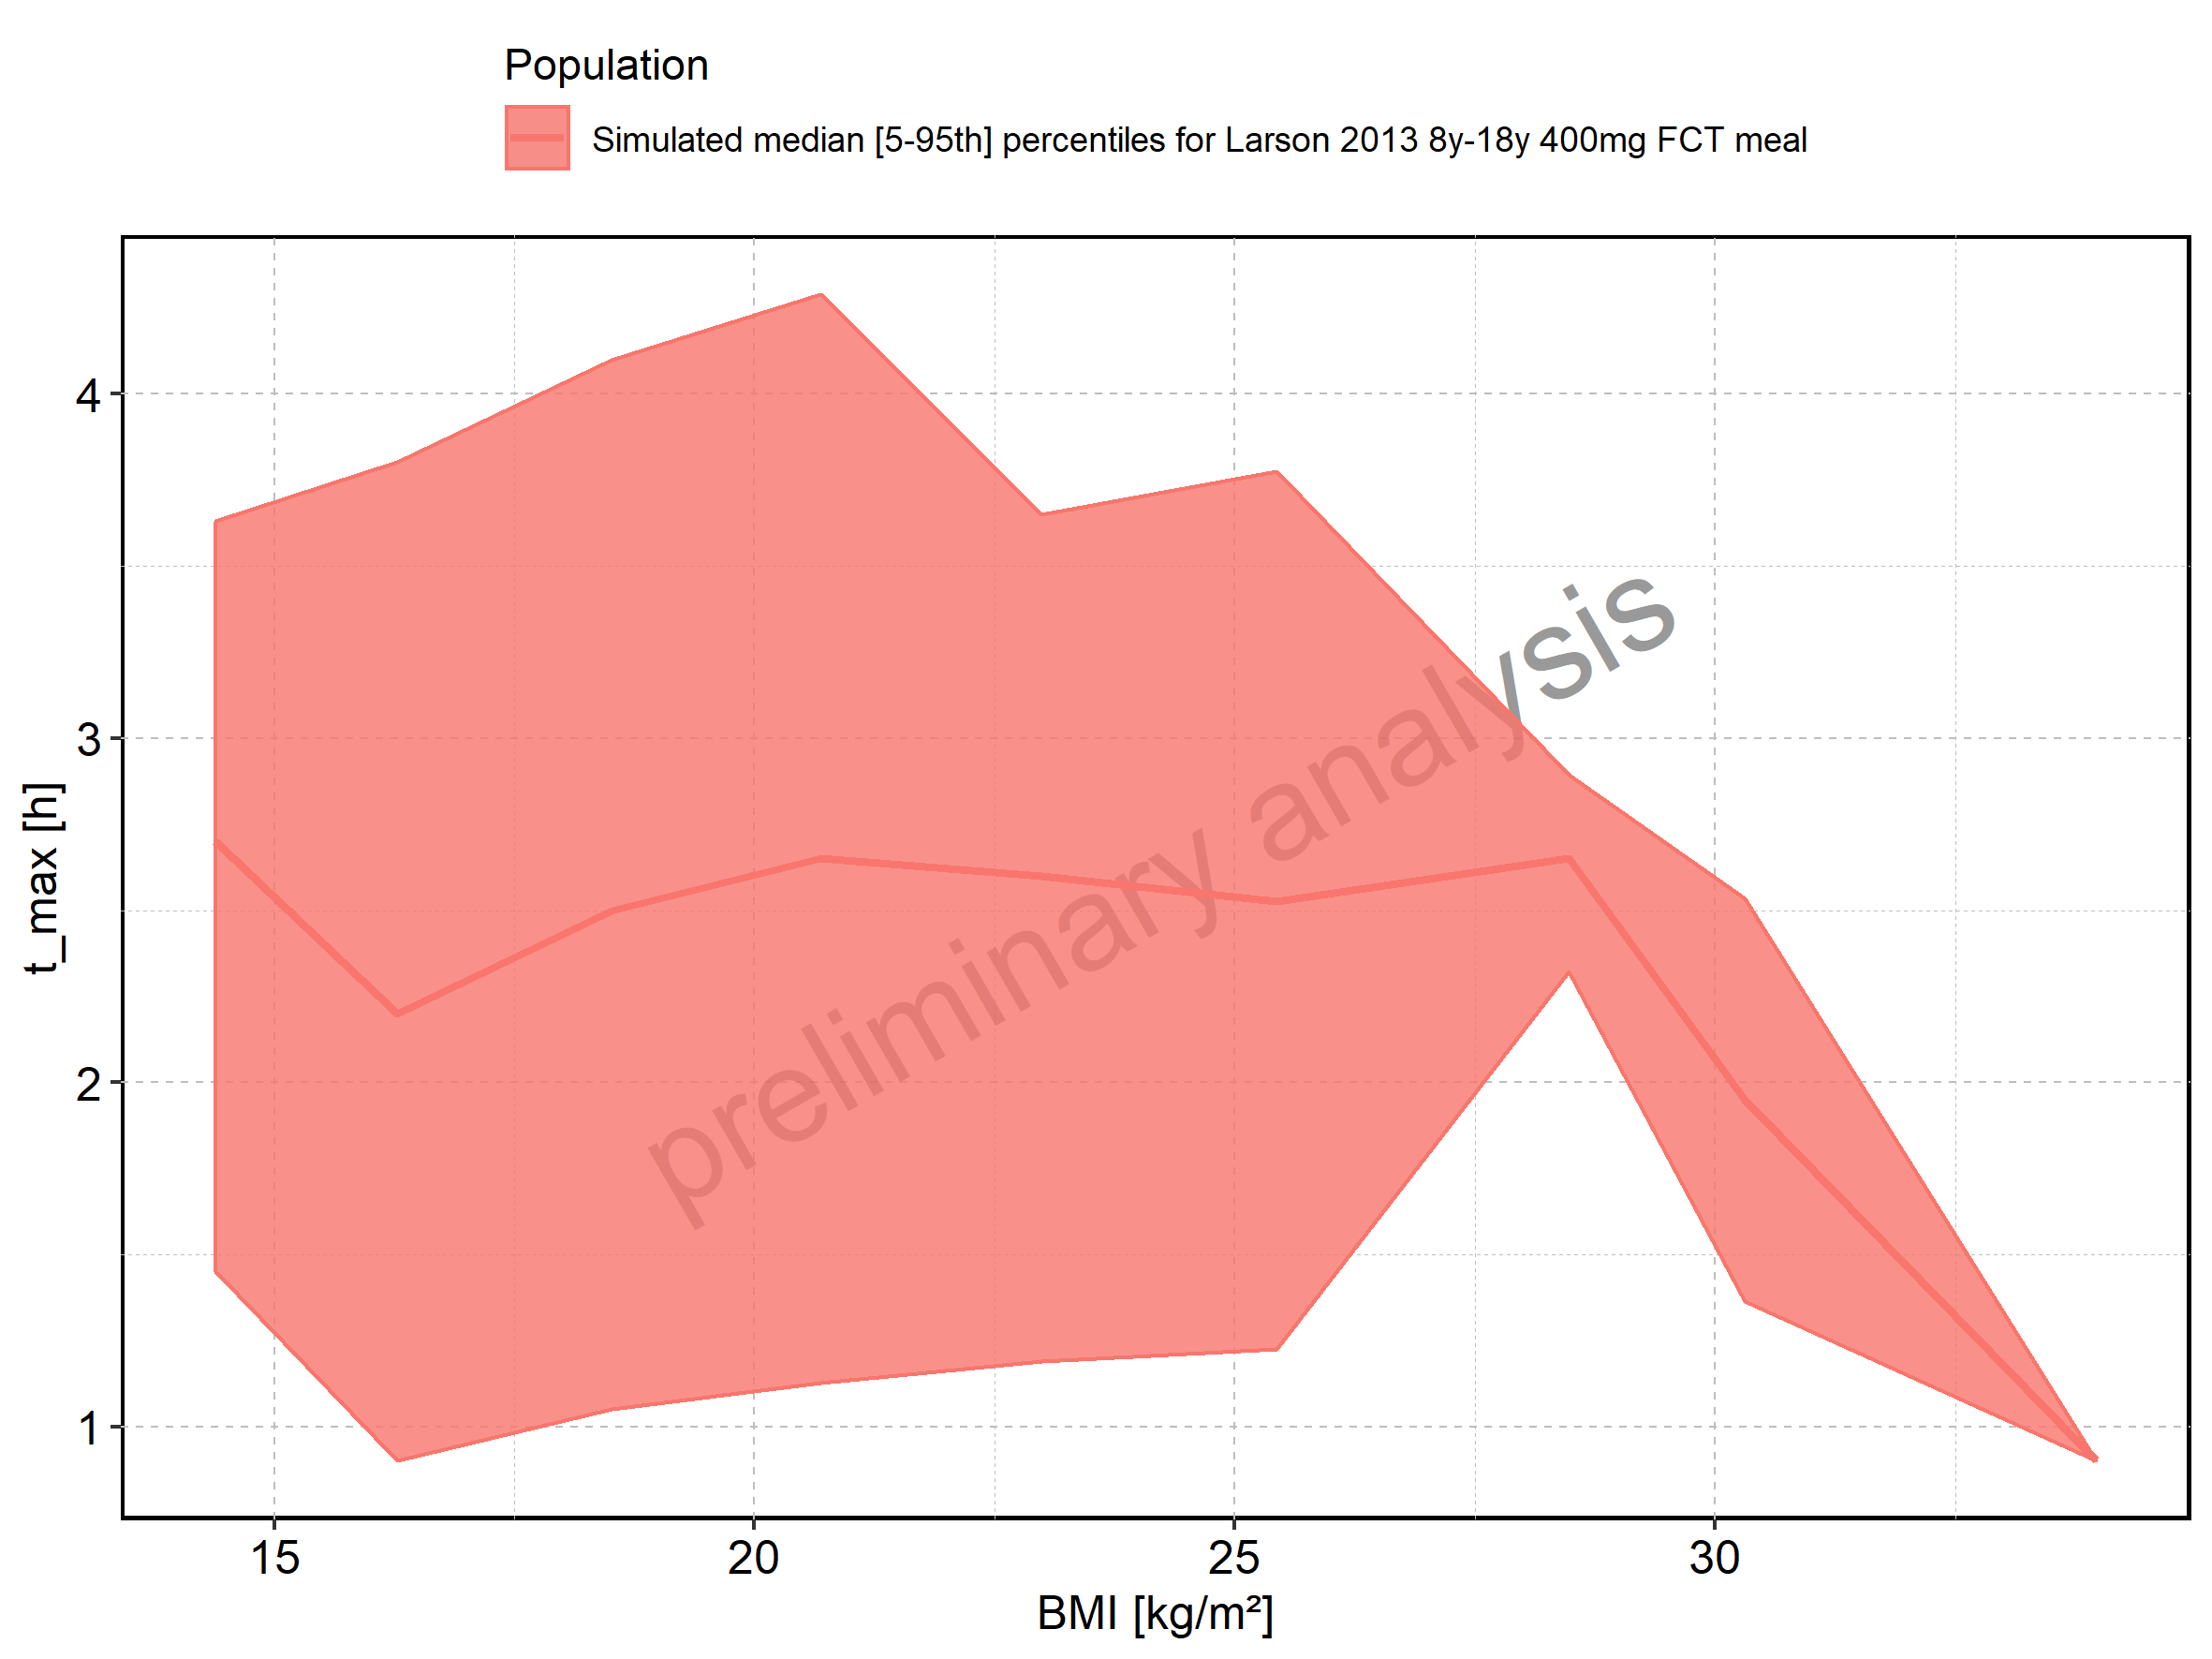 Population
Simulated median [5-95th] percentiles for Larson 2013 8y-18y 400mg FCT meal
4
3
2
1
t_max [h]
preliminary analysis
15 20 25 30
BMI [kg/m²]